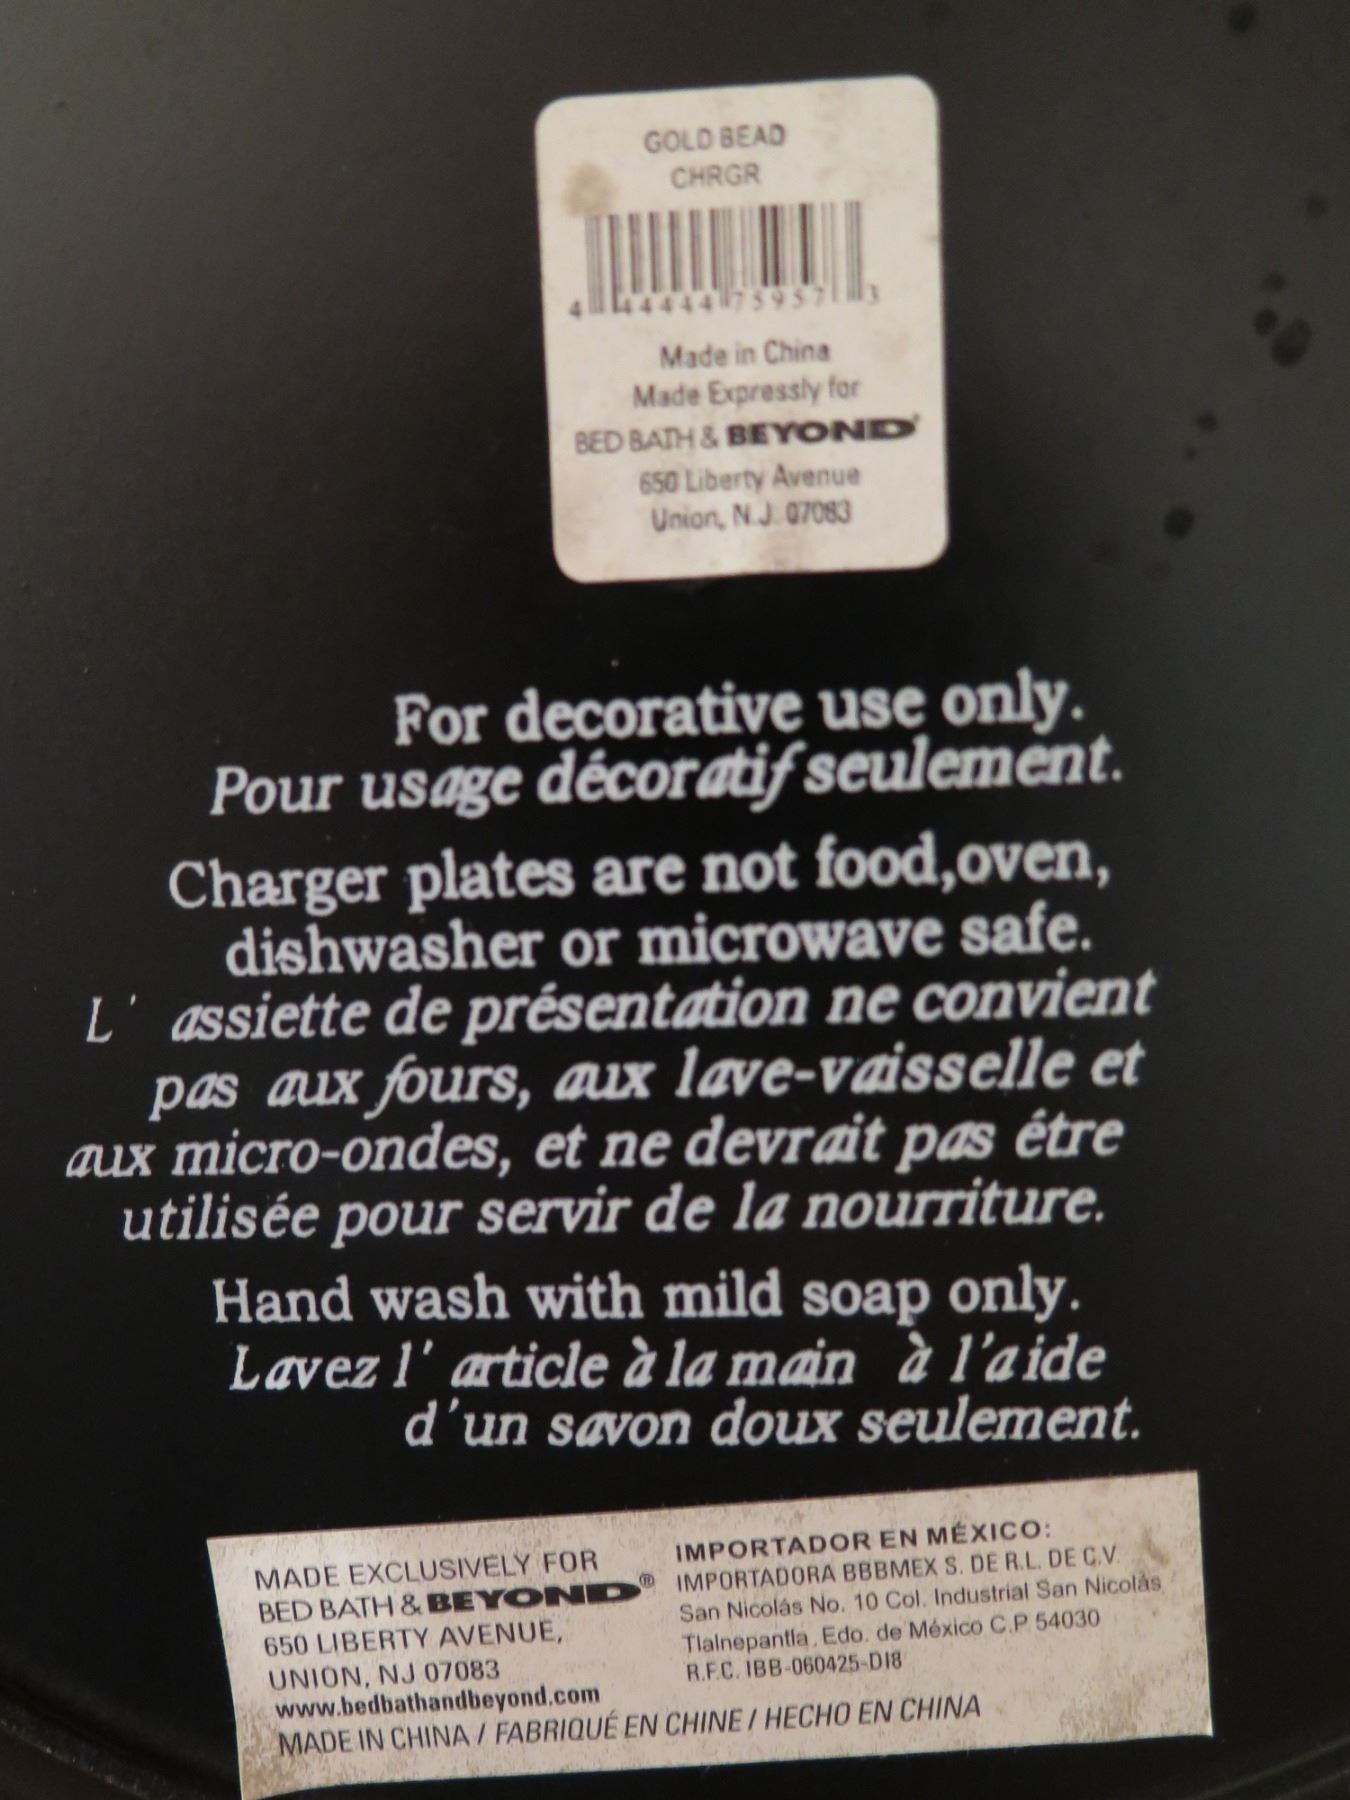 GOLD BEAD
CHRGR
4 44444 75957 3
Made in China
Made Expressly for
BED BATH & BEYOND®
650 Liberty Avenue
Union, N.J. 07083
For decorative use only.
Pour usage décoratif seulement.
Charger plates are not food,oven,
dishwasher or microwave safe.
L' assiette de présentation ne convient
pas aux fours, aux lave-vaisselle et
aux micro-ondes, et ne devrait pas étre
utilisée pour servir de la nourriture.
Hand wash with mild soap only.
Lavez l' article à la main à l'aide
d'un savon doux seulement.
MADE EXCLUSIVELY FOR
BED BATH & BEYOND®
650 LIBERTY AVENUE,
UNION, NJ 07083
www.bedbathandbeyond.com
IMPORTADOR EN MÉXICO:
IMPORTADORA BBBMEX S. DE R.L. DE C.V.
San Nicolás No. 10 Col. Industrial San Nicolás
Tlalnepantla, Edo. de México C.P 54030
R.F.C. IBB-060425-DI8
MADE IN CHINA / FABRIQUÉ EN CHINE / HECHO EN CHINA